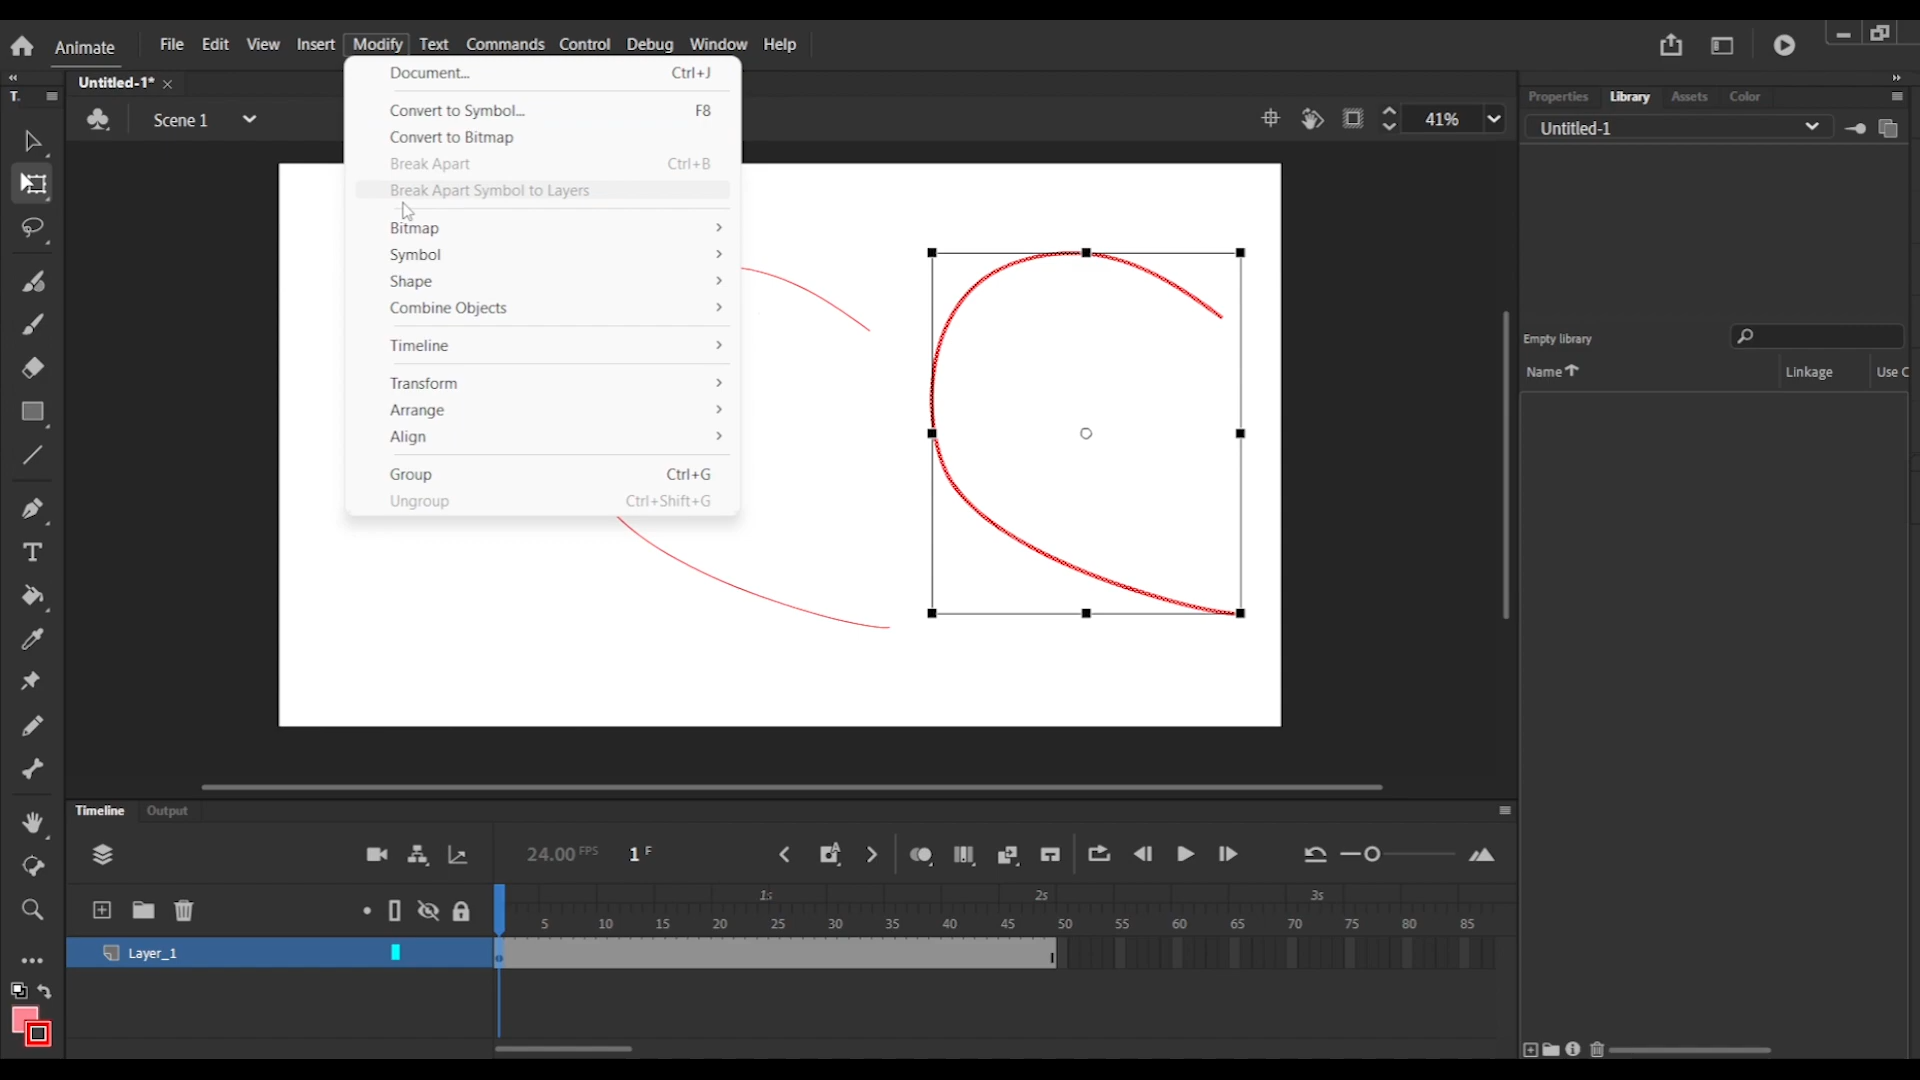 Animate File Edit View Insert Modify Text Commands Control Debug Window Help
Untitled-1*
Scene 1
41%
T.
Document... Ctrl+J
Convert to Symbol... F8
Convert to Bitmap
Break Apart Ctrl+B
Break Apart Symbol to Layers
Bitmap
Symbol
Shape
Combine Objects
Timeline
Transform
Arrange
Align
Group Ctrl+G
Ungroup Ctrl+Shift+G
Properties Library Assets Color
Untitled-1
Empty library
Name Linkage Use C
Timeline Output
24.00 FPS 1 F
1s 2s 3s
5 10 15 20 25 30 35 40 45 50 55 60 65 70 75 80 85
Layer_1